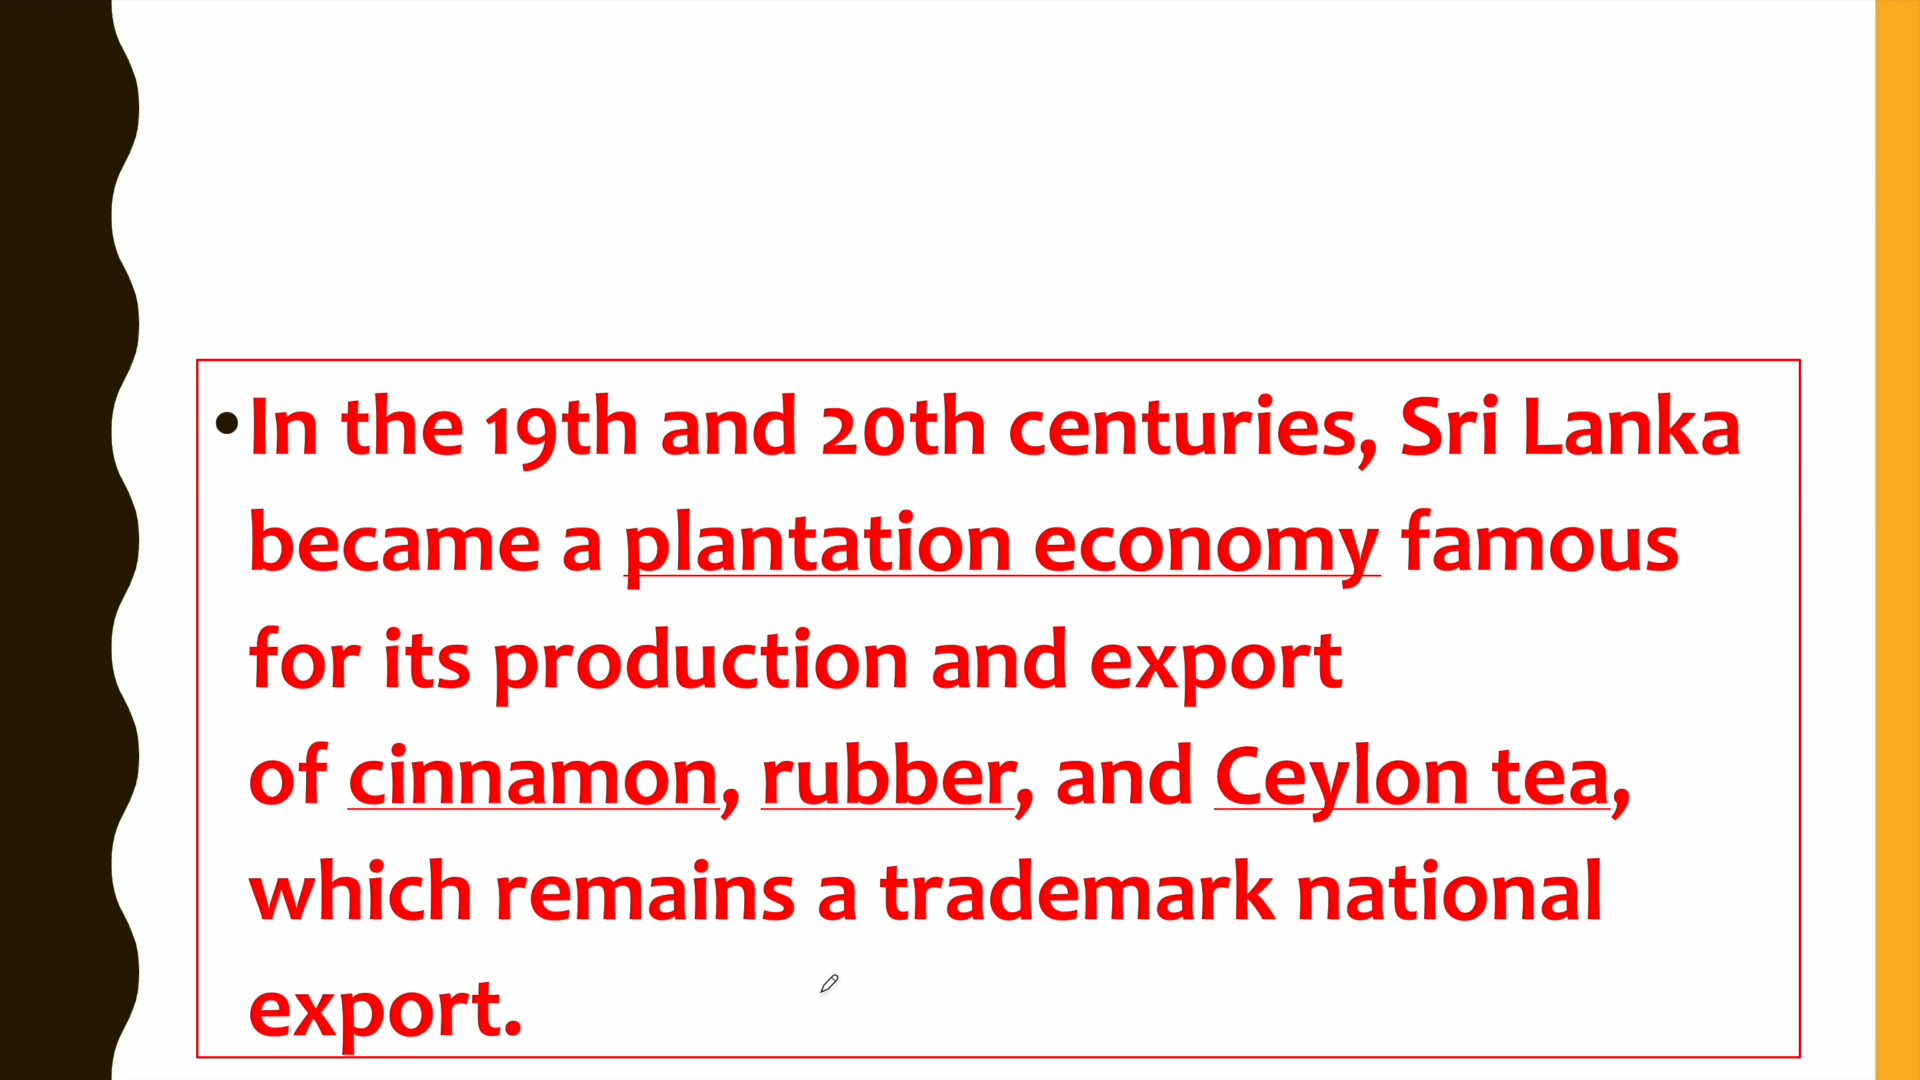 • In the 19th and 20th centuries, Sri Lanka
became a plantation economy famous
for its production and export
of cinnamon, rubber, and Ceylon tea,
which remains a trademark national
export.